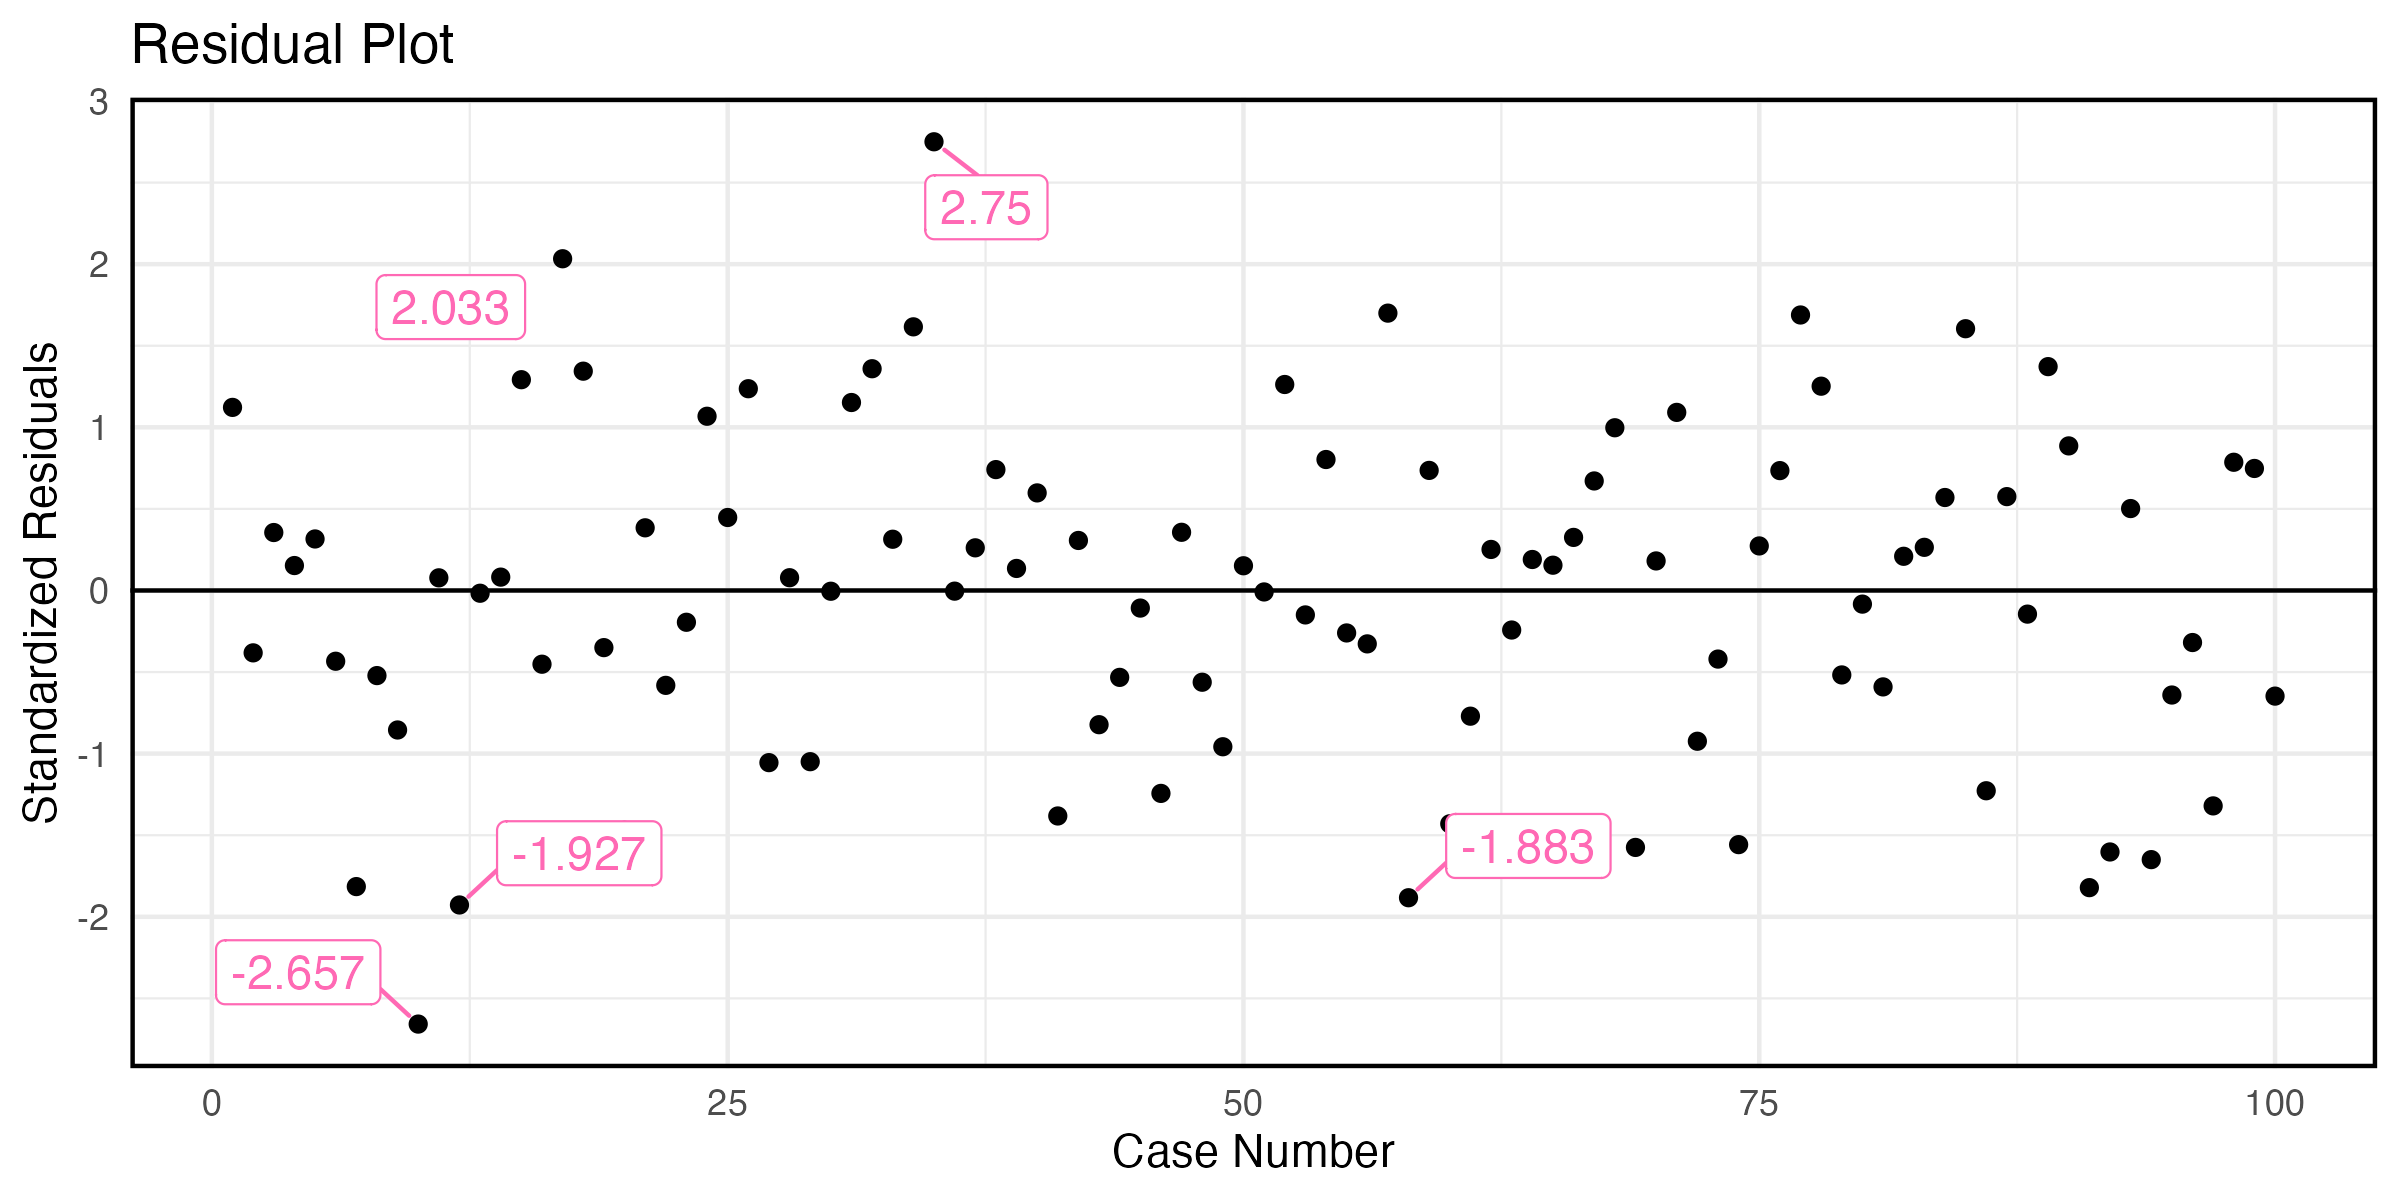 Residual Plot
3
2
1
0
-1
-2
Standardized Residuals
2.75
2.033
-1.927
-1.883
-2.657
0 25 50 75 100
Case Number